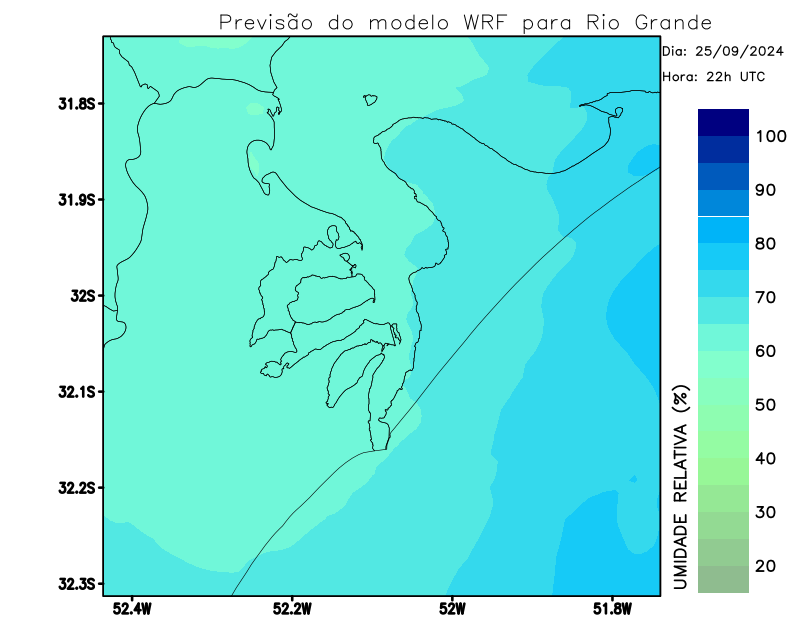 Previsão do modelo WRF para Rio Grande
Dia: 25/09/2024
Hora: 22h UTC
31.8S
31.9S
32S
32.1S
32.2S
32.3S
52.4W
52.2W
52W
51.8W
100
90
80
70
60
50
40
30
20
UMIDADE RELATIVA (%)